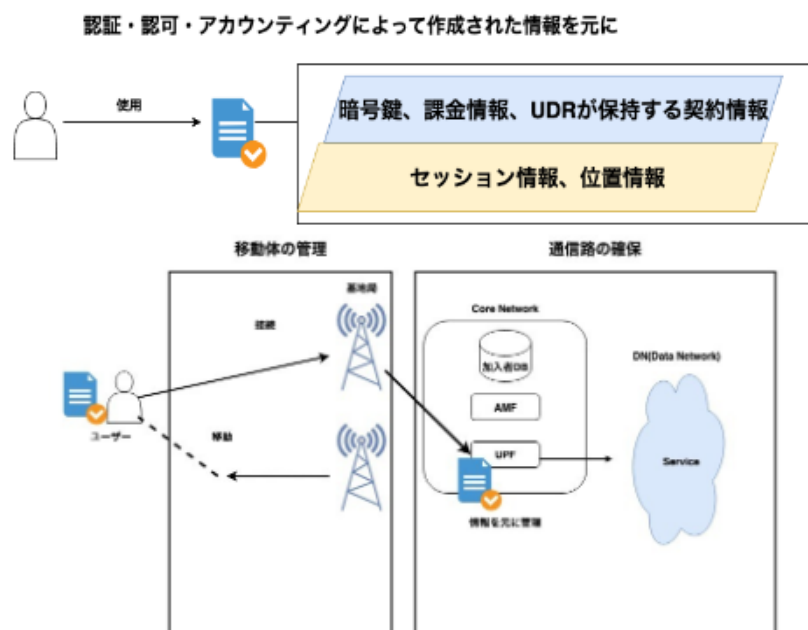 認証・認可・アカウンティングによって作成された情報を元に
使用
暗号鍵、課金情報、UDRが保持する契約情報
セッション情報、位置情報
移動体の管理
通信路の確保
基地局
Core Network
接続
加入者DB
DN(Data Network)
AMF
ユーザー
移動
UPF
Service
情報を元に管理